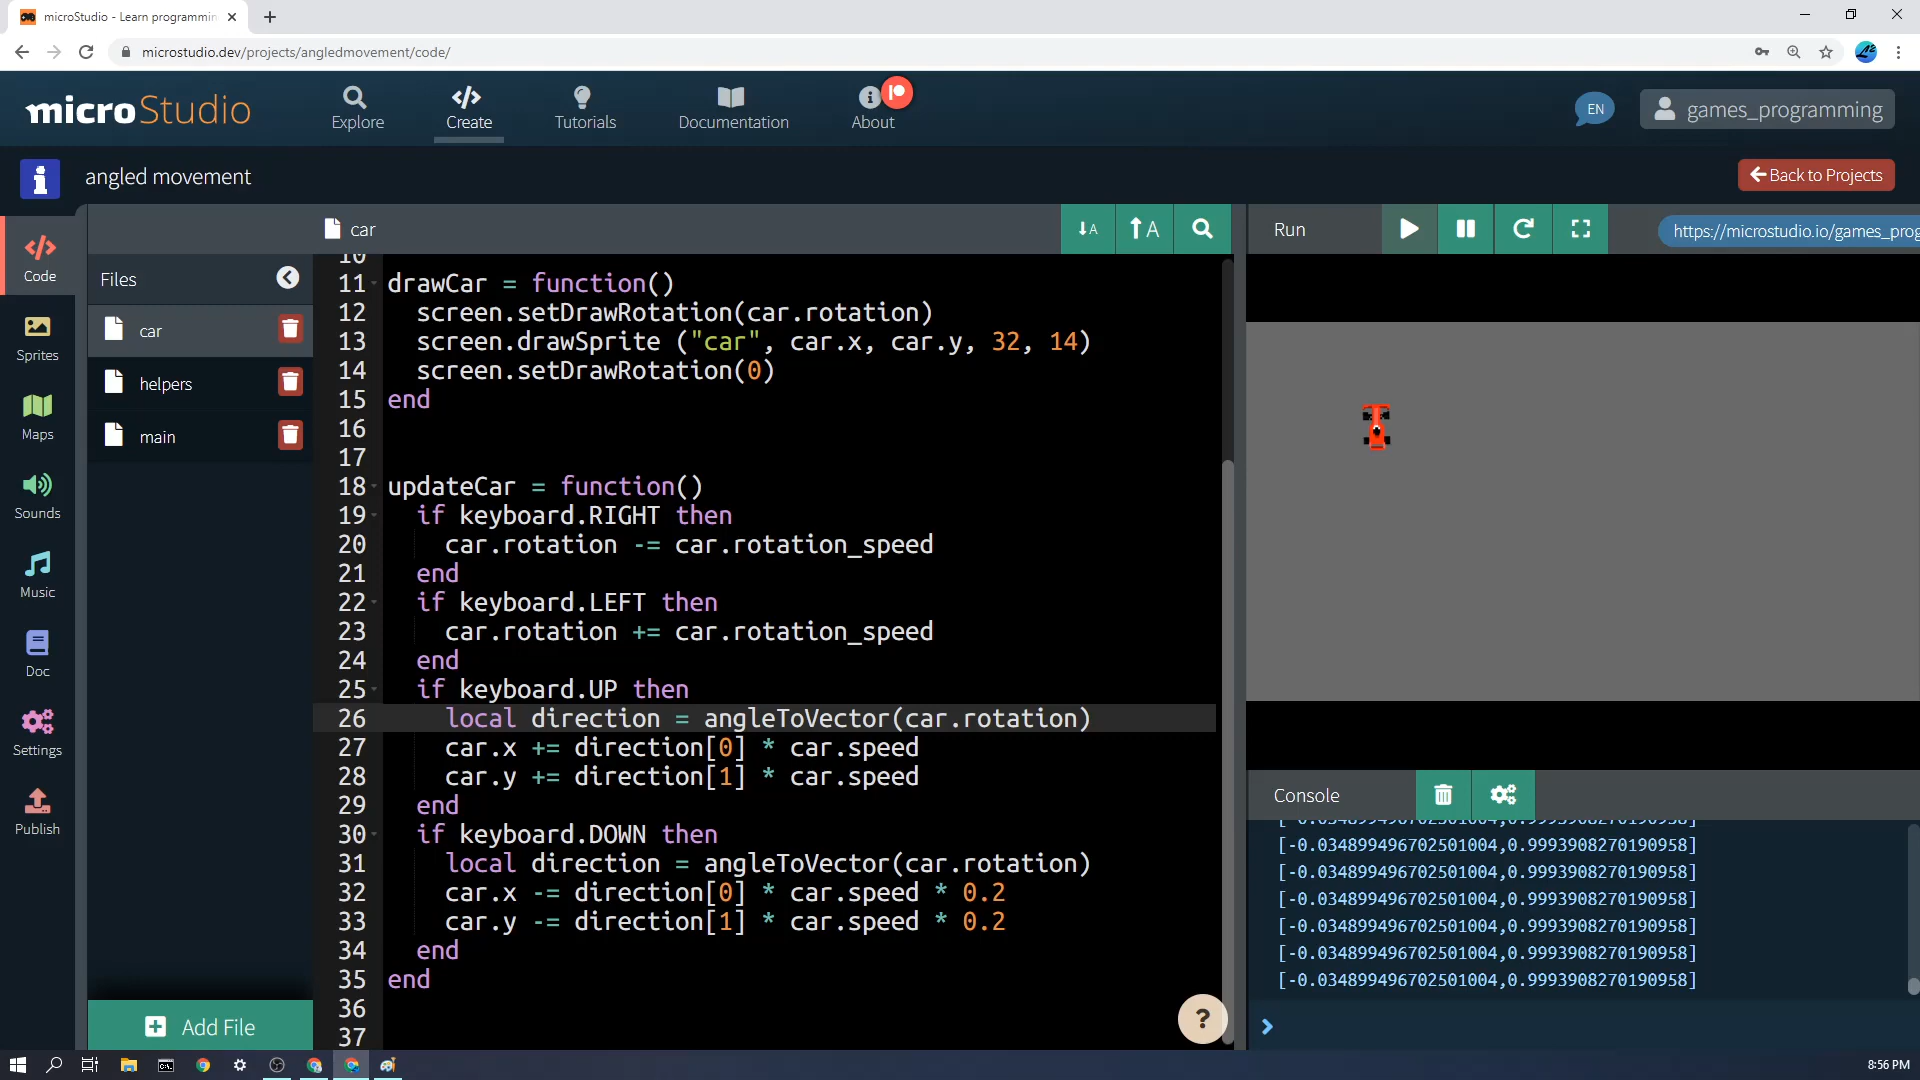 microStudio - Learn programmin
microstudio.dev/projects/angledmovement/code/
microStudio
Explore
Create
Tutorials
Documentation
About
EN
games_programming
angled movement
Back to Projects
Code
Sprites
Maps
Sounds
Music
Doc
Settings
Publish
Files
car
helpers
main
Add File
car
A
A
10
11 drawCar = function()
12 screen.setDrawRotation(car.rotation)
13 screen.drawSprite ("car", car.x, car.y, 32, 14)
14 screen.setDrawRotation(0)
15 end
16
17
18 updateCar = function()
19 if keyboard.RIGHT then
20 car.rotation -= car.rotation_speed
21 end
22 if keyboard.LEFT then
23 car.rotation += car.rotation_speed
24 end
25 if keyboard.UP then
26 local direction = angleToVector(car.rotation)
27 car.x += direction[0] * car.speed
28 car.y += direction[1] * car.speed
29 end
30 if keyboard.DOWN then
31 local direction = angleToVector(car.rotation)
32 car.x -= direction[0] * car.speed * 0.2
33 car.y -= direction[1] * car.speed * 0.2
34 end
35 end
36
37
?
Run
https://microstudio.io/games_prog
Console
[-0.034899496702501004,0.9993908270190958]
[-0.034899496702501004,0.9993908270190958]
[-0.034899496702501004,0.9993908270190958]
[-0.034899496702501004,0.9993908270190958]
[-0.034899496702501004,0.9993908270190958]
[-0.034899496702501004,0.9993908270190958]
[-0.034899496702501004,0.9993908270190958]
8:56 PM